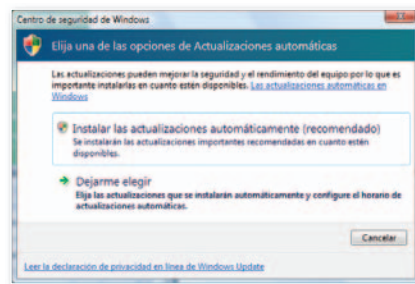 Centro de seguridad de Windows
Elija una de las opciones de Actualizaciones automáticas
Las actualizaciones pueden mejorar la seguridad y el rendimiento del equipo por lo que es
importante instalarlas en cuanto estén disponibles. Las actualizaciones automáticas en
Windows
Instalar las actualizaciones automáticamente (recomendado)
Se instalarán las actualizaciones importantes recomendadas en cuanto estén
disponibles.
Dejarme elegir
Elija las actualizaciones que se instalarán automáticamente y configure el horario de
actualizaciones automáticas.
Cancelar
Leer la declaración de privacidad en línea de Windows Update